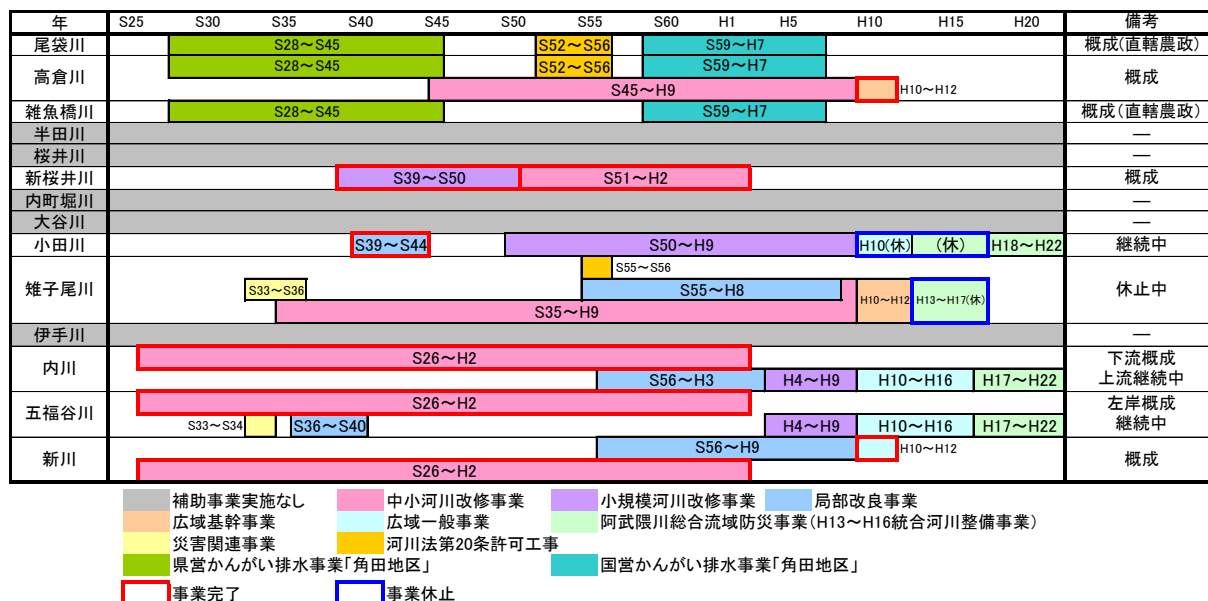 年 S25 S30 S35 S40 S45 S50 S55 S60 H1 H5 H10 H15 H20 備考
尾袋川 S28～S45 S52～S56 S59～H7 概成(直轄農政)
高倉川 S28～S45 S52～S56 S59～H7 概成
S45～H9 H10～H12
雑魚橋川 S28～S45 S59～H7 概成(直轄農政)
半田川 ―
桜井川 ―
新桜井川 S39～S50 S51～H2 概成
内町堀川 ―
大谷川 ―
小田川 S39～S44 S50～H9 H10(休) (休) H18～H22 継続中
雉子尾川 S55～S56 休止中
S33～S36 S55～H8 H10～H12 H13～H17(休)
S35～H9
伊手川 ―
内川 S26～H2 下流概成
S56～H3 H4～H9 H10～H16 H17～H22 上流継続中
五福谷川 S26～H2 左岸概成
S33～S34 S36～S40 H4～H9 H10～H16 H17～H22 継続中
新川 S56～H9 H10～H12 概成
S26～H2
補助事業実施なし 中小河川改修事業 小規模河川改修事業 局部改良事業
広域基幹事業 広域一般事業 阿武隈川総合流域防災事業(H13～H16統合河川整備事業)
災害関連事業 河川法第20条許可工事
県営かんがい排水事業「角田地区」 国営かんがい排水事業「角田地区」
事業完了 事業休止